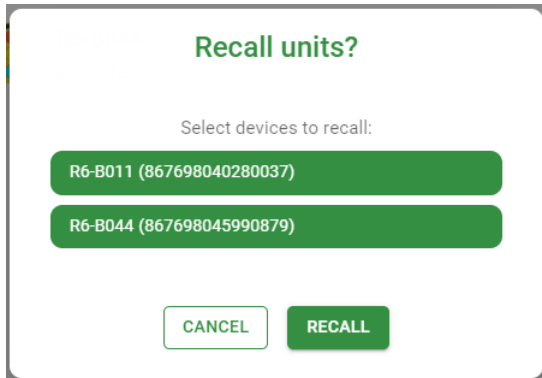 Recall units?
Select devices to recall:
R6-B011 (867698040280037)
R6-B044 (867698045990879)
CANCEL RECALL